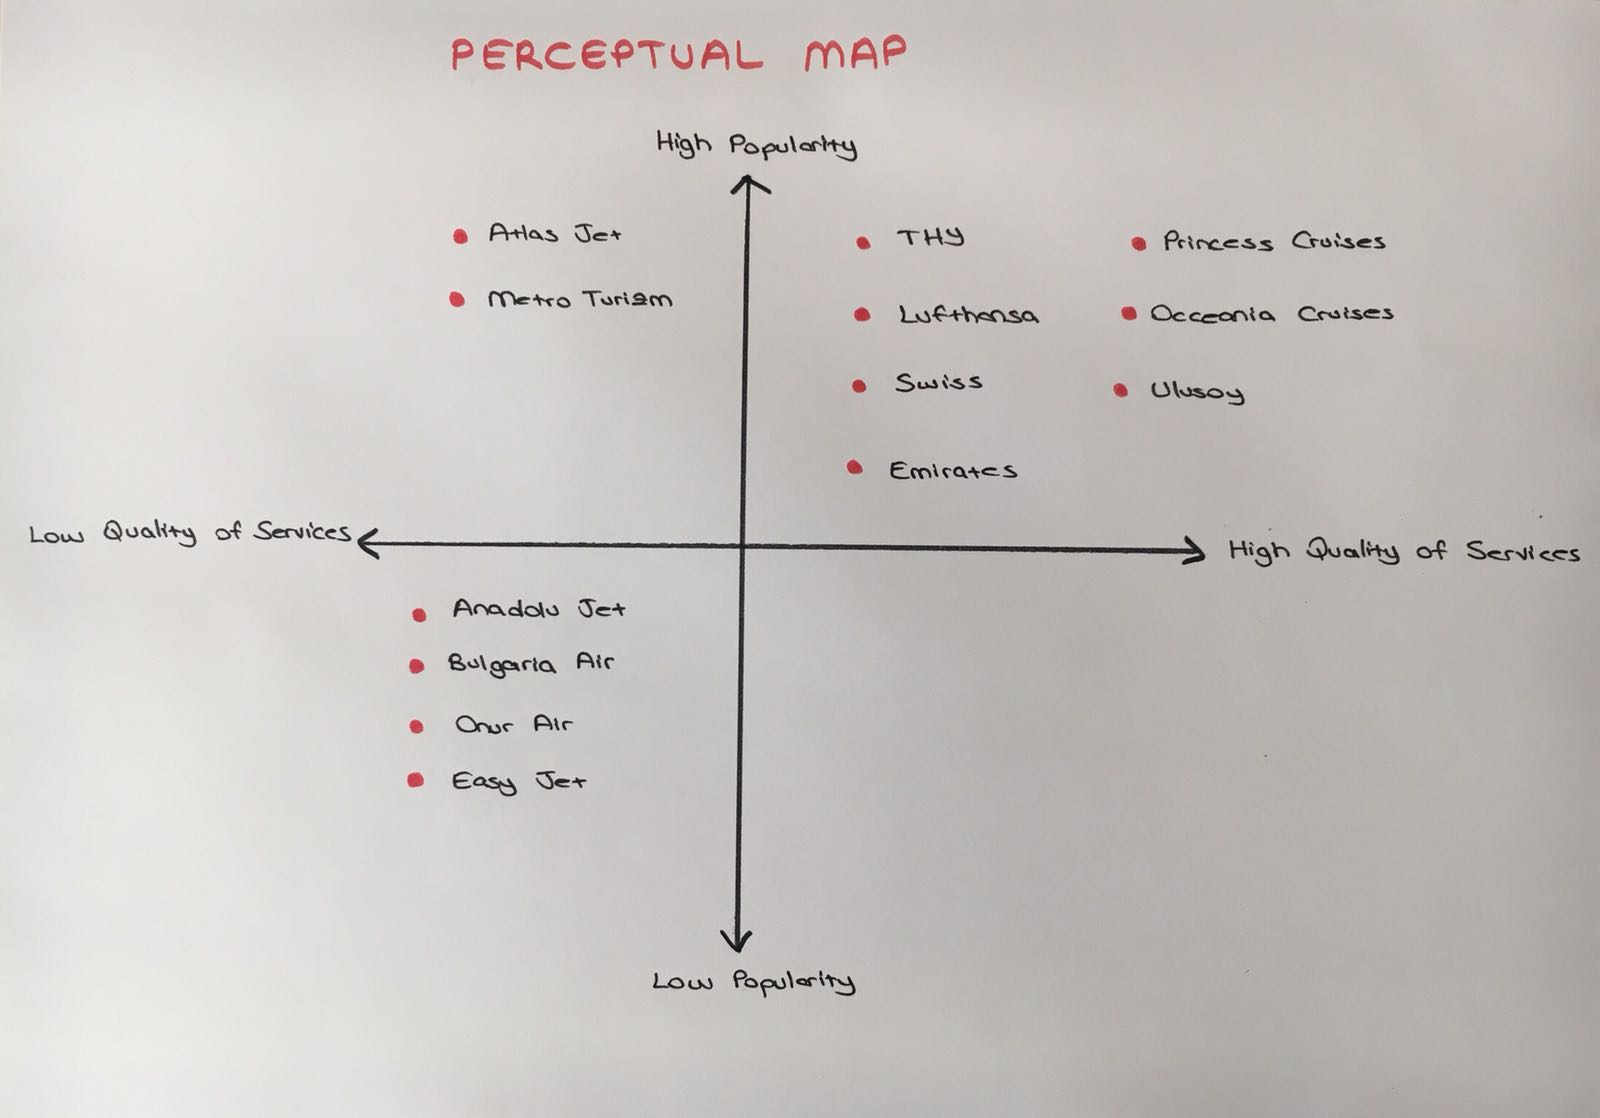 PERCEPTUAL MAP
High Popularity
Atlas Jet
Metro Turizm
THY
Lufthansa
Swiss
Emirates
Princess Cruises
Occeania Cruises
Ulusoy
Low Quality of Services
High Quality of Services
Anadolu Jet
Bulgaria Air
Onur Air
Easy Jet
Low Popularity